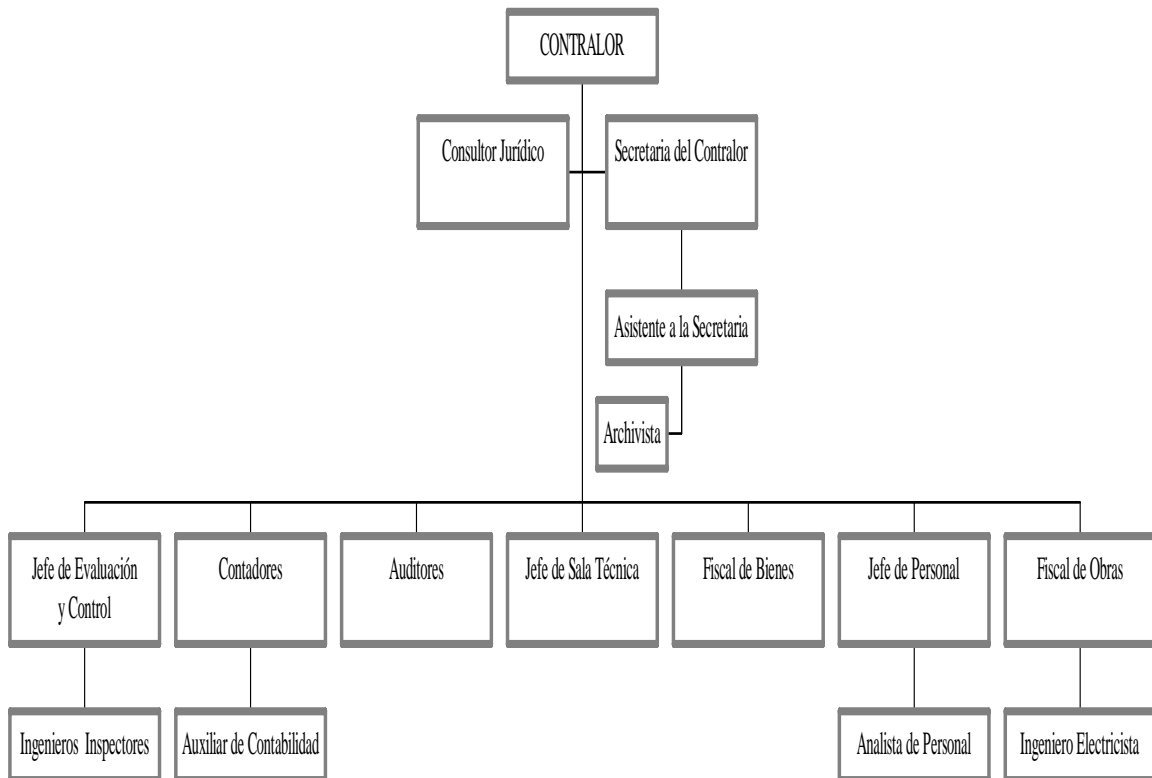 CONTRALOR
Consultor Jurídico
Secretaria del Contralor
Asistente a la Secretaria
Archivista
Jefe de Evaluación
y Control
Contadores
Auditores
Jefe de Sala Técnica
Fiscal de Bienes
Jefe de Personal
Fiscal de Obras
Ingenieros Inspectores
Auxiliar de Contabilidad
Analista de Personal
Ingeniero Electricista